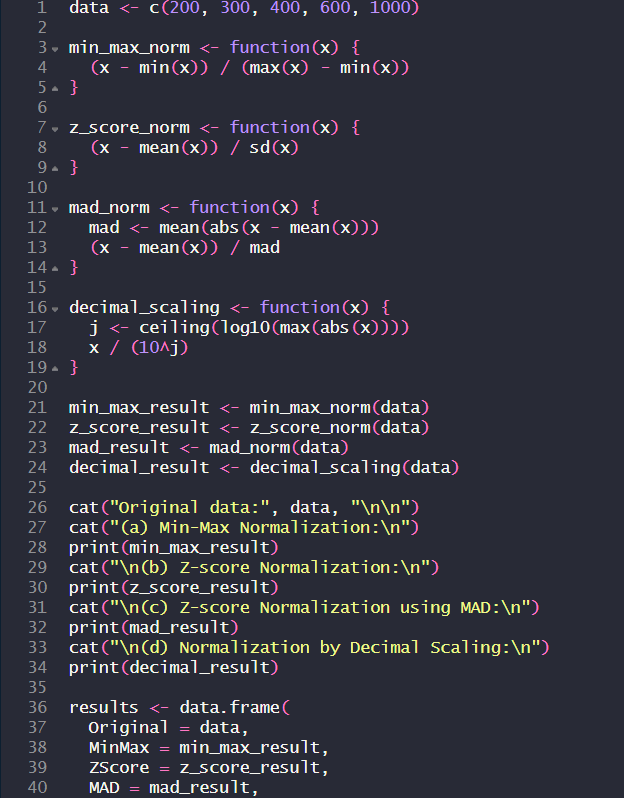 1 data <- c(200, 300, 400, 600, 1000)
2
3 min_max_norm <- function(x) {
4   (x - min(x)) / (max(x) - min(x))
5 }
6
7 z_score_norm <- function(x) {
8   (x - mean(x)) / sd(x)
9 }
10
11 mad_norm <- function(x) {
12   mad <- mean(abs(x - mean(x)))
13   (x - mean(x)) / mad
14 }
15
16 decimal_scaling <- function(x) {
17   j <- ceiling(log10(max(abs(x))))
18   x / (10^j)
19 }
20
21 min_max_result <- min_max_norm(data)
22 z_score_result <- z_score_norm(data)
23 mad_result <- mad_norm(data)
24 decimal_result <- decimal_scaling(data)
25
26 cat("Original data:", data, "\n\n")
27 cat("(a) Min-Max Normalization:\n")
28 print(min_max_result)
29 cat("\n(b) Z-score Normalization:\n")
30 print(z_score_result)
31 cat("\n(c) Z-score Normalization using MAD:\n")
32 print(mad_result)
33 cat("\n(d) Normalization by Decimal Scaling:\n")
34 print(decimal_result)
35
36 results <- data.frame(
37   Original = data,
38   MinMax = min_max_result,
39   ZScore = z_score_result,
40   MAD = mad_result,